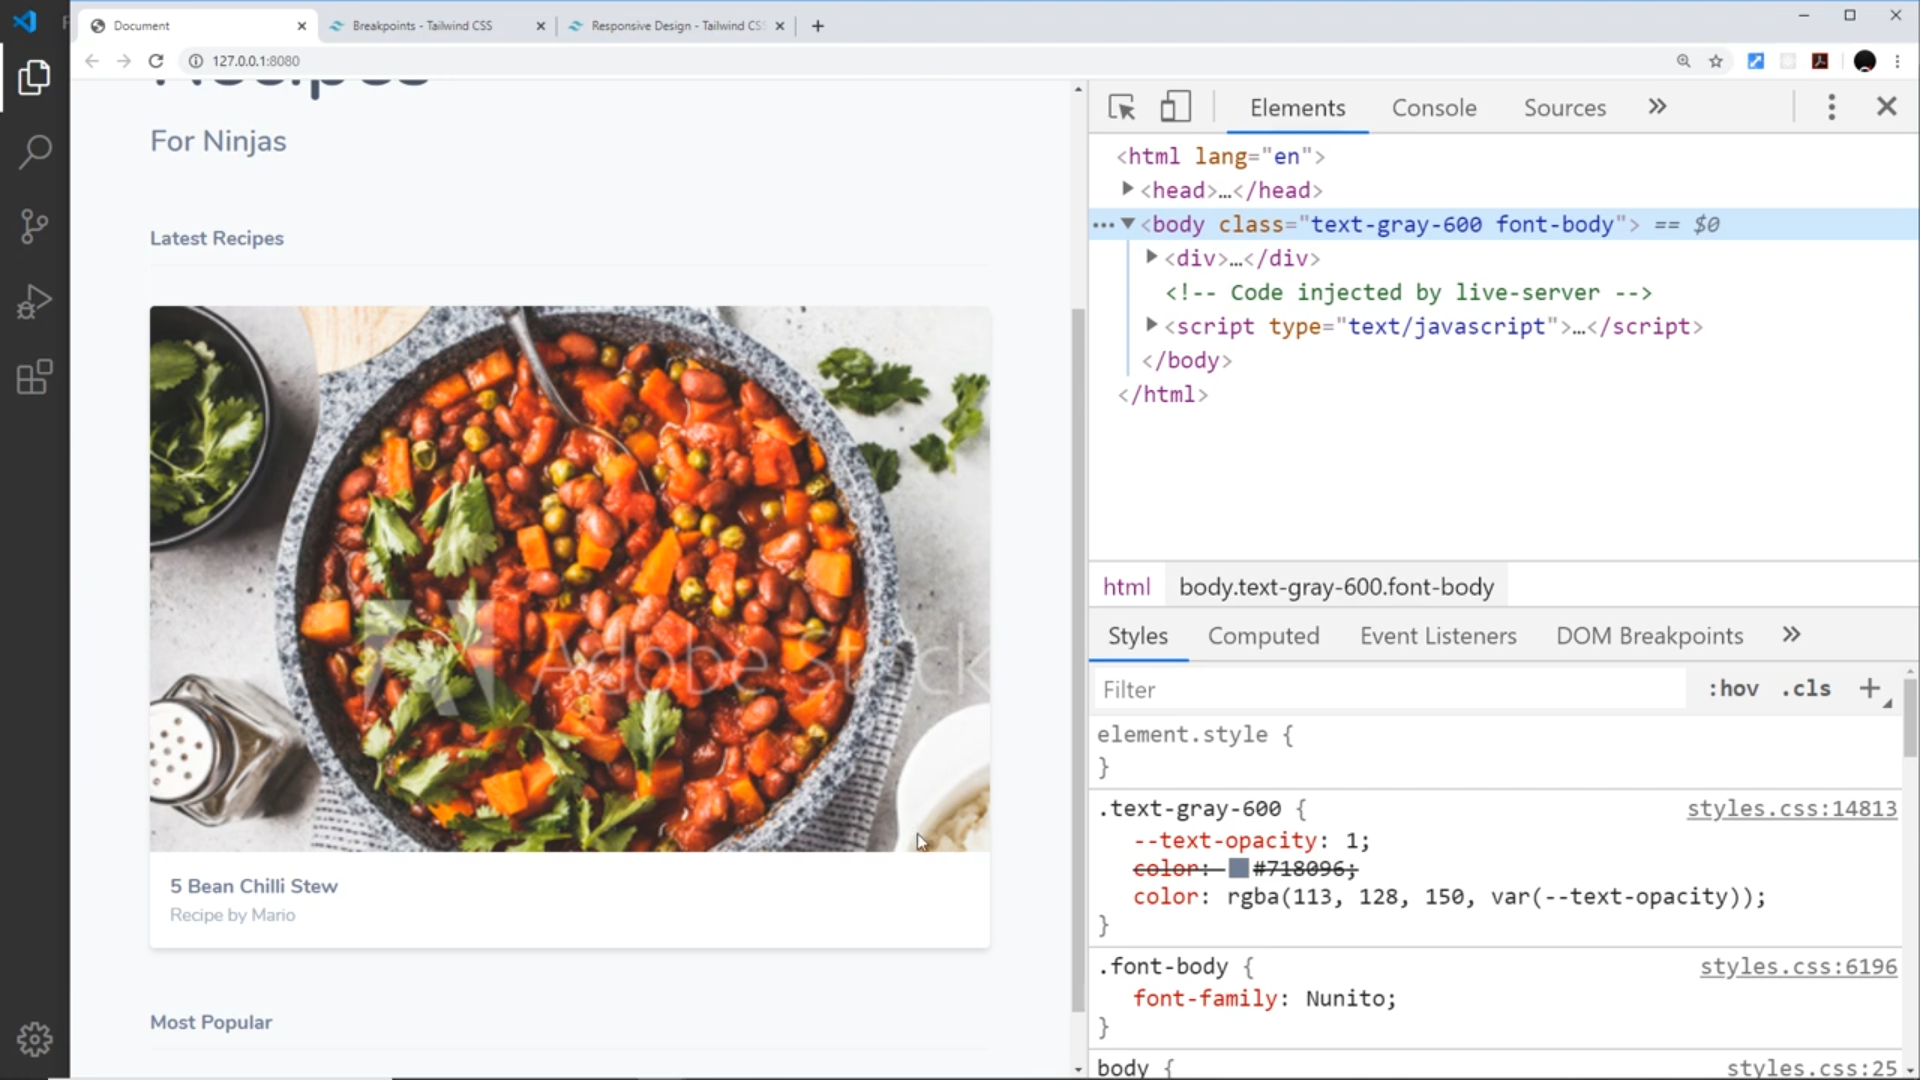 Document
Breakpoints - Tailwind CSS
Responsive Design - Tailwind CSS
127.0.0.1:8080
Recipes
For Ninjas
Latest Recipes
Adobe Stock
5 Bean Chilli Stew
Recipe by Mario
Most Popular
Elements
Console
Sources
<html lang="en">
<head>…</head>
<body class="text-gray-600 font-body"> == $0
<div>…</div>
<!-- Code injected by live-server -->
<script type="text/javascript">…</script>
</body>
</html>
html
body.text-gray-600.font-body
Styles
Computed
Event Listeners
DOM Breakpoints
Filter
:hov
.cls
element.style {
}
.text-gray-600 {
styles.css:14813
--text-opacity: 1;
color: #718096;
color: rgba(113, 128, 150, var(--text-opacity));
}
.font-body {
styles.css:6196
font-family: Nunito;
}
body {
styles.css:25